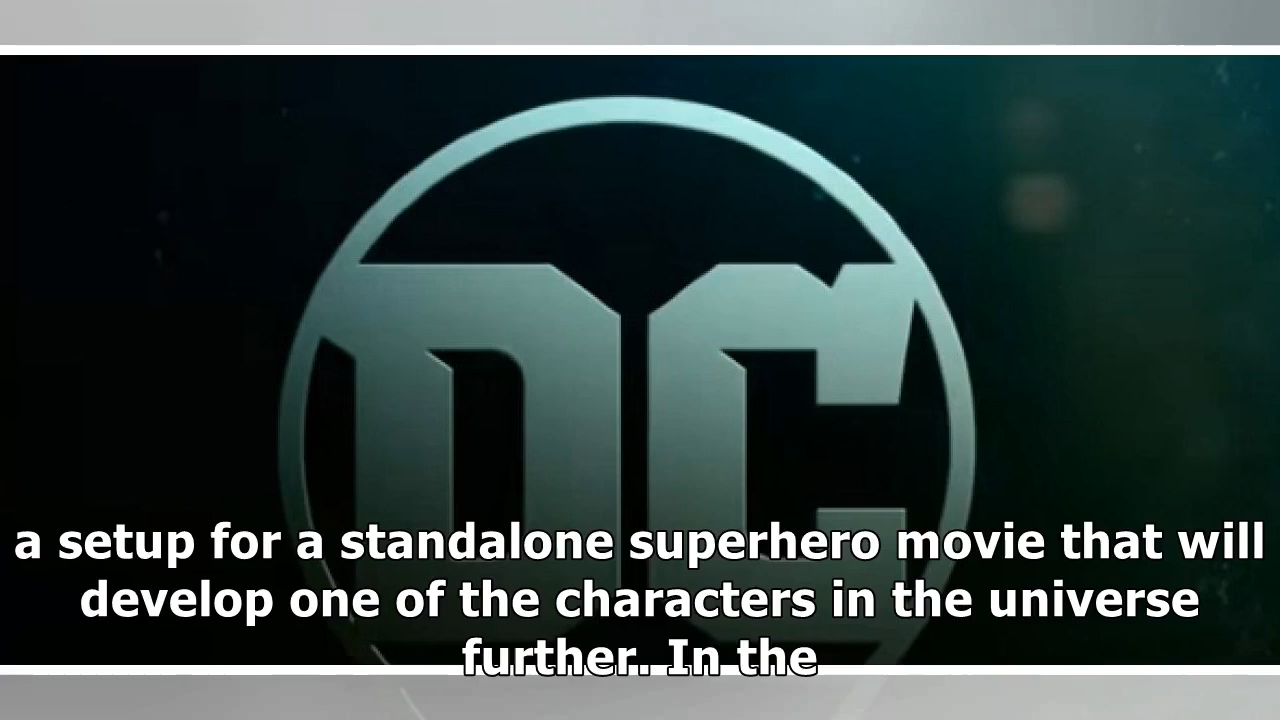 DC
a setup for a standalone superhero movie that will
develop one of the characters in the universe
further.. In the